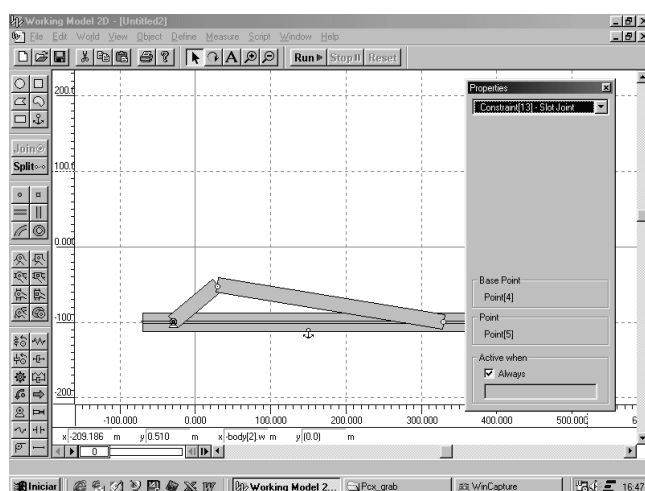 Working Model 2D - [Untitled2]
File Edit World View Object Define Measure Script Window Help
Run Stop Reset
Join
Split
200.0
100.0
0.000
-100.
-200.
-100.000 0.000 100.000 200.000 300.000 400.000 500.000 6
x -209.186 m y 0.510 m x -body[2].w m y (0.0) m
0
Properties
Constraint[13] - Slot Joint
Base Point
Point[4]
Point
Point[5]
Active when
Always
Iniciar Working Model 2... Pcx_grab WinCapture 16:47